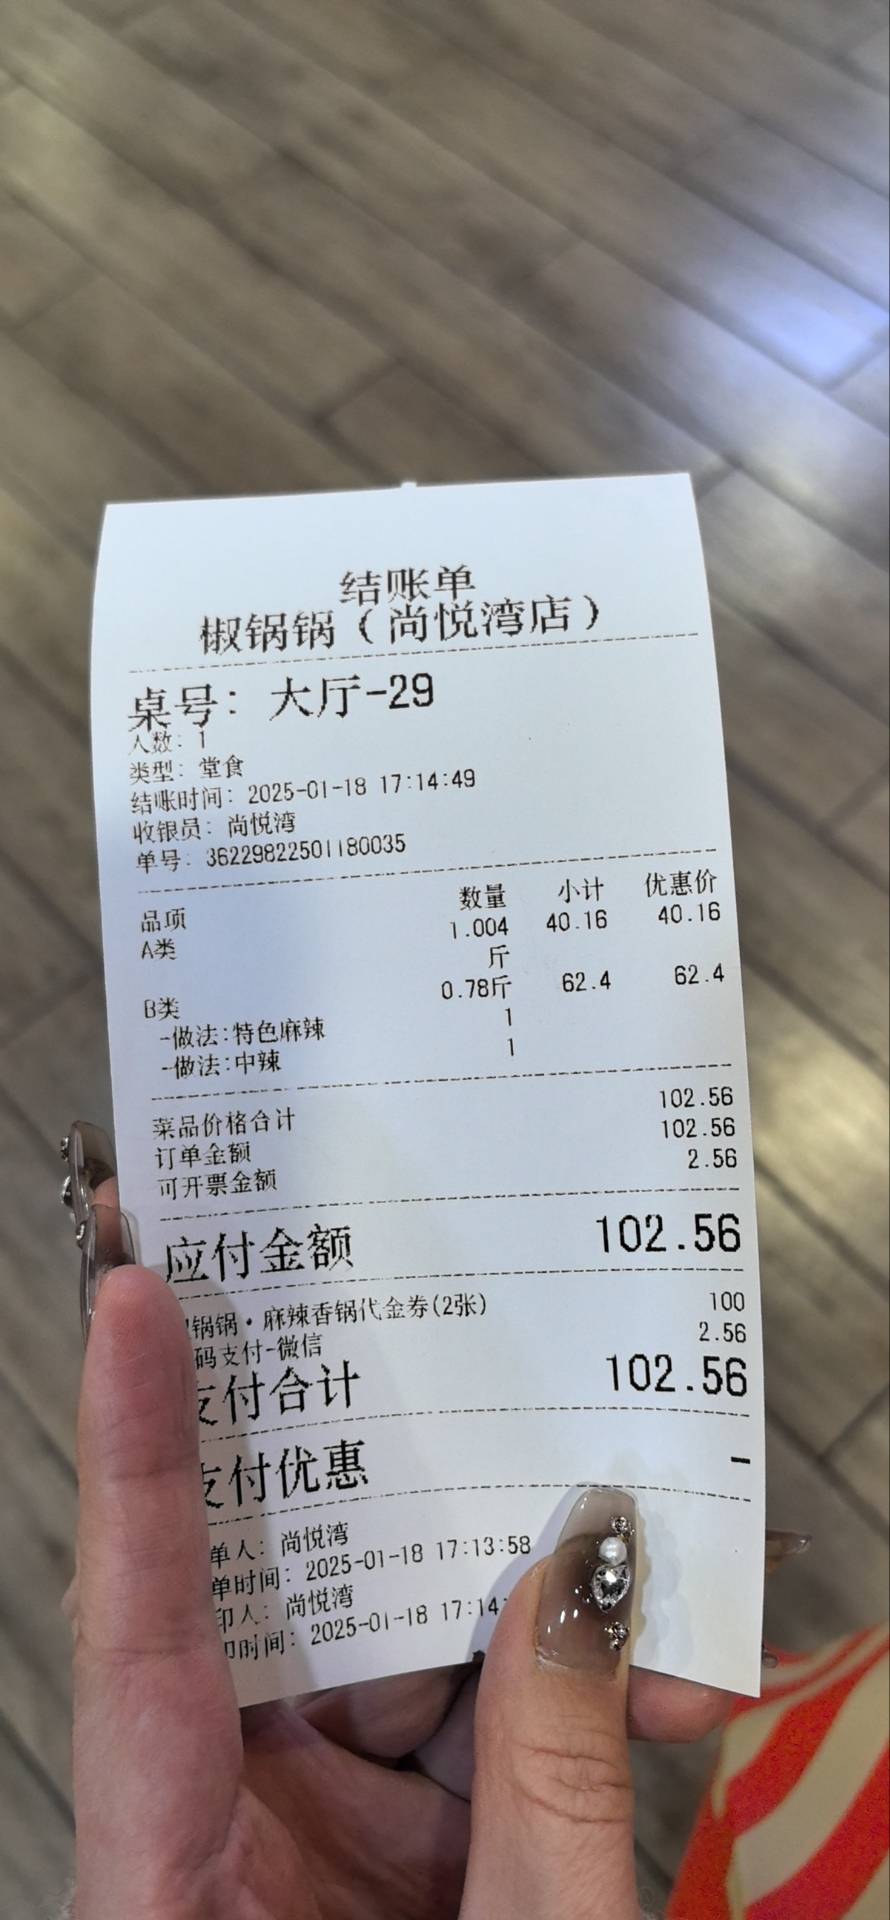 结账单
椒锅锅(尚悦湾店)
桌号: 大厅-29
人数: 1
类型: 堂食
结账时间: 2025-01-18 17:14:49
收银员: 尚悦湾
单号: 36229822501180035
品项 数量 小计 优惠价
A类 1.004斤 40.16 40.16
B类 0.78斤 62.4 62.4
-做法:特色麻辣 1
-做法:中辣 1
菜品价格合计 102.56
订单金额 102.56
可开票金额 2.56
应付金额 102.56
锅锅·麻辣香锅代金券(2张) 100
码支付-微信 2.56
支付合计 102.56
支付优惠 -
单人: 尚悦湾
单时间: 2025-01-18 17:13:58
印人: 尚悦湾
印时间: 2025-01-18 17:14